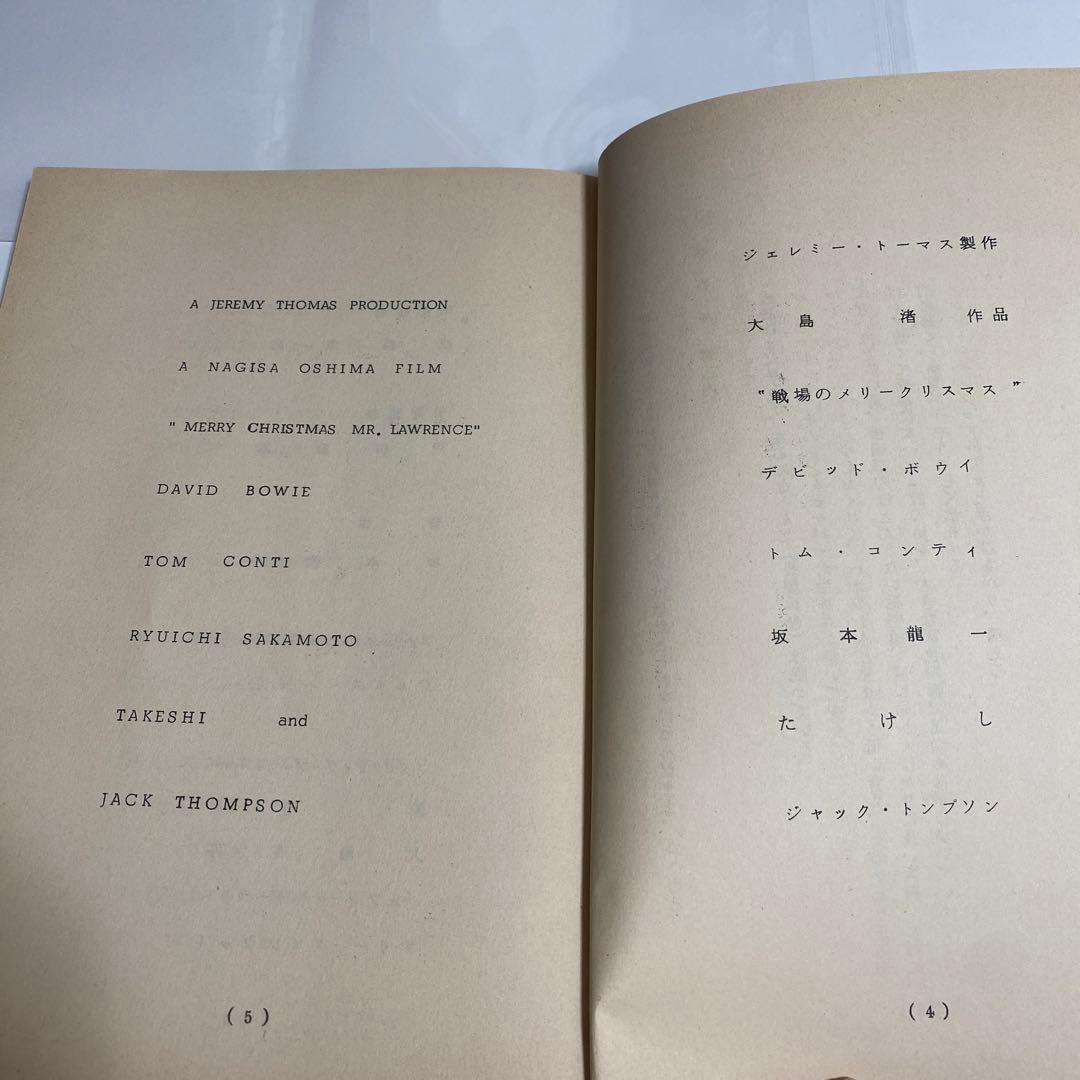 ジェレミー・トーマス製作
大島 渚 作品
"戦場のメリークリスマス"
デビッド・ボウイ
トム・コンティ
坂本龍一
たけし
ジャック・トンプソン
(4)
A JEREMY THOMAS PRODUCTION
A NAGISA OSHIMA FILM
" MERRY CHRISTMAS MR. LAWRENCE"
DAVID BOWIE
TOM CONTI
RYUICHI SAKAMOTO
TAKESHI and
JACK THOMPSON
(5)